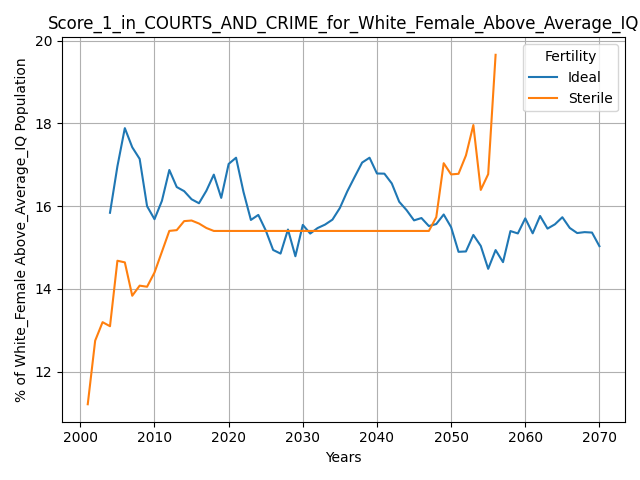 Score_1_in_COURTS_AND_CRIME_for_White_Female_Above_Average_IQ
% of White_Female Above_Average_IQ Population
20
18
16
14
12
Fertility
Ideal
Sterile
2000 2010 2020 2030 2040 2050 2060 2070
Years